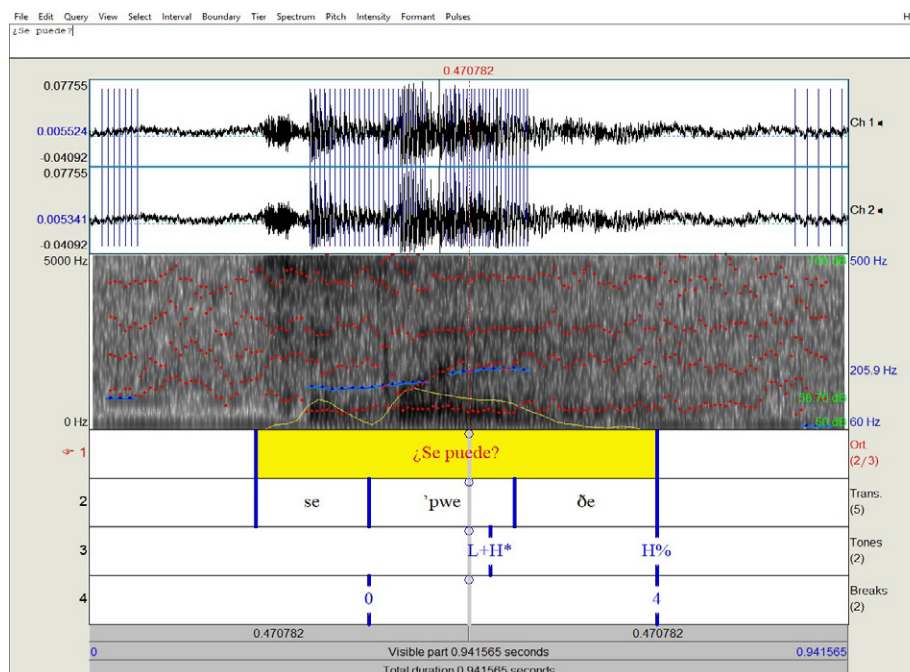 File Edit Query View Select Interval Boundary Tier Spectrum Pitch Intensity Formant Pulses H
¿Se puede?
0.470782
0.07755
0.005524
-0.04092
Ch 1
0.07755
0.005341
-0.04092
Ch 2
5000 Hz
100 dB
500 Hz
205.9 Hz
0 Hz
60 Hz
1
¿Se puede?
Ort
(2/3)
2
se
'pwe
ðe
Trans.
(5)
3
L+H*
H%
Tones
(2)
4
0
4
Breaks
(2)
0.470782
0.470782
0
Visible part 0.941565 seconds
0.941565
Total duration 0.941565 seconds